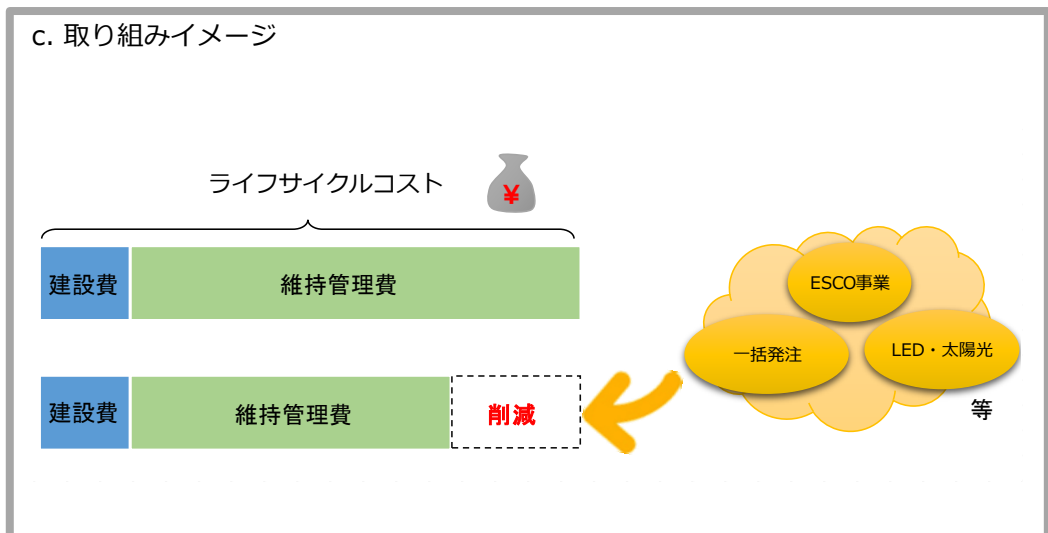 c. 取り組みイメージ
ライフサイクルコスト
¥
建設費
維持管理費
ESCO事業
一括発注
LED・太陽光
等
建設費
維持管理費
削減